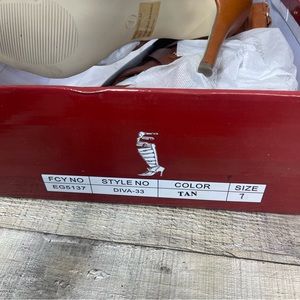 FCY NO STYLE NO COLOR SIZE
EG5137 DIVA-33 TAN 7